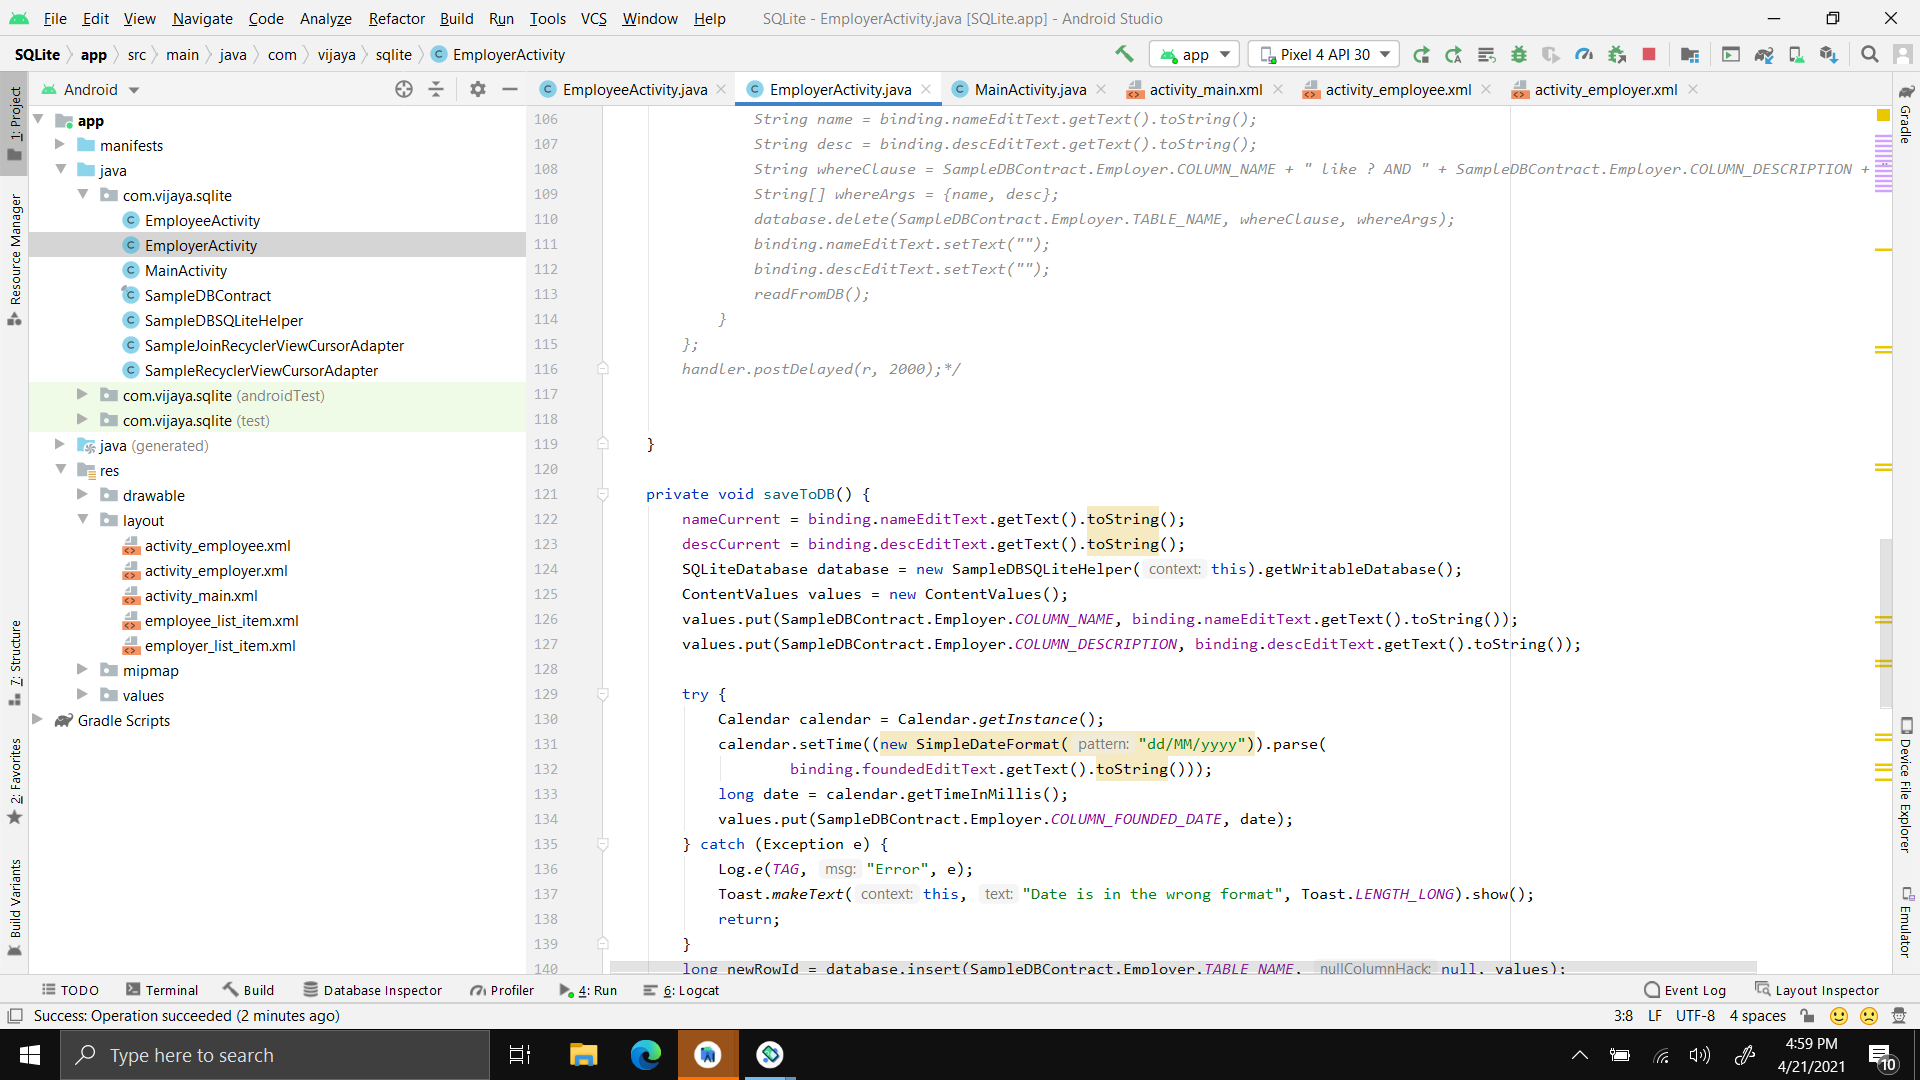 File Edit View Navigate Code Analyze Refactor Build Run Tools VCS Window Help SQLite - EmployerActivity.java [SQLite.app] - Android Studio
SQLite app src main java com vijaya sqlite EmployerActivity app Pixel 4 API 30
Android EmployeeActivity.java EmployerActivity.java MainActivity.java activity_main.xml activity_employee.xml activity_employer.xml
1: Project
Resource Manager
7: Structure
2: Favorites
Build Variants
app
manifests
java
com.vijaya.sqlite
EmployeeActivity
EmployerActivity
MainActivity
SampleDBContract
SampleDBSQLiteHelper
SampleJoinRecyclerViewCursorAdapter
SampleRecyclerViewCursorAdapter
com.vijaya.sqlite (androidTest)
com.vijaya.sqlite (test)
java (generated)
res
drawable
layout
activity_employee.xml
activity_employer.xml
activity_main.xml
employee_list_item.xml
employer_list_item.xml
mipmap
values
Gradle Scripts
106 String name = binding.nameEditText.getText().toString();
107 String desc = binding.descEditText.getText().toString();
108 String whereClause = SampleDBContract.Employer.COLUMN_NAME + " like ? AND " + SampleDBContract.Employer.COLUMN_DESCRIPTION + "
109 String[] whereArgs = {name, desc};
110 database.delete(SampleDBContract.Employer.TABLE_NAME, whereClause, whereArgs);
111 binding.nameEditText.setText("");
112 binding.descEditText.setText("");
113 readFromDB();
114 }
115 };
116 handler.postDelayed(r, 2000);*/
117
118
119 }
120
121 private void saveToDB() {
122 nameCurrent = binding.nameEditText.getText().toString();
123 descCurrent = binding.descEditText.getText().toString();
124 SQLiteDatabase database = new SampleDBSQLiteHelper( context: this).getWritableDatabase();
125 ContentValues values = new ContentValues();
126 values.put(SampleDBContract.Employer.COLUMN_NAME, binding.nameEditText.getText().toString());
127 values.put(SampleDBContract.Employer.COLUMN_DESCRIPTION, binding.descEditText.getText().toString());
128
129 try {
130 Calendar calendar = Calendar.getInstance();
131 calendar.setTime((new SimpleDateFormat( pattern: "dd/MM/yyyy")).parse(
132 binding.foundedEditText.getText().toString()));
133 long date = calendar.getTimeInMillis();
134 values.put(SampleDBContract.Employer.COLUMN_FOUNDED_DATE, date);
135 } catch (Exception e) {
136 Log.e(TAG, msg: "Error", e);
137 Toast.makeText( context: this, text: "Date is in the wrong format", Toast.LENGTH_LONG).show();
138 return;
139 }
140 long newRowId = database.insert(SampleDBContract.Employer.TABLE_NAME, nullColumnHack: null, values);
Gradle
Device File Explorer
Emulator
TODO Terminal Build Database Inspector Profiler 4: Run 6: Logcat Event Log Layout Inspector
Success: Operation succeeded (2 minutes ago) 3:8 LF UTF-8 4 spaces
Type here to search
4:59 PM
4/21/2021
10